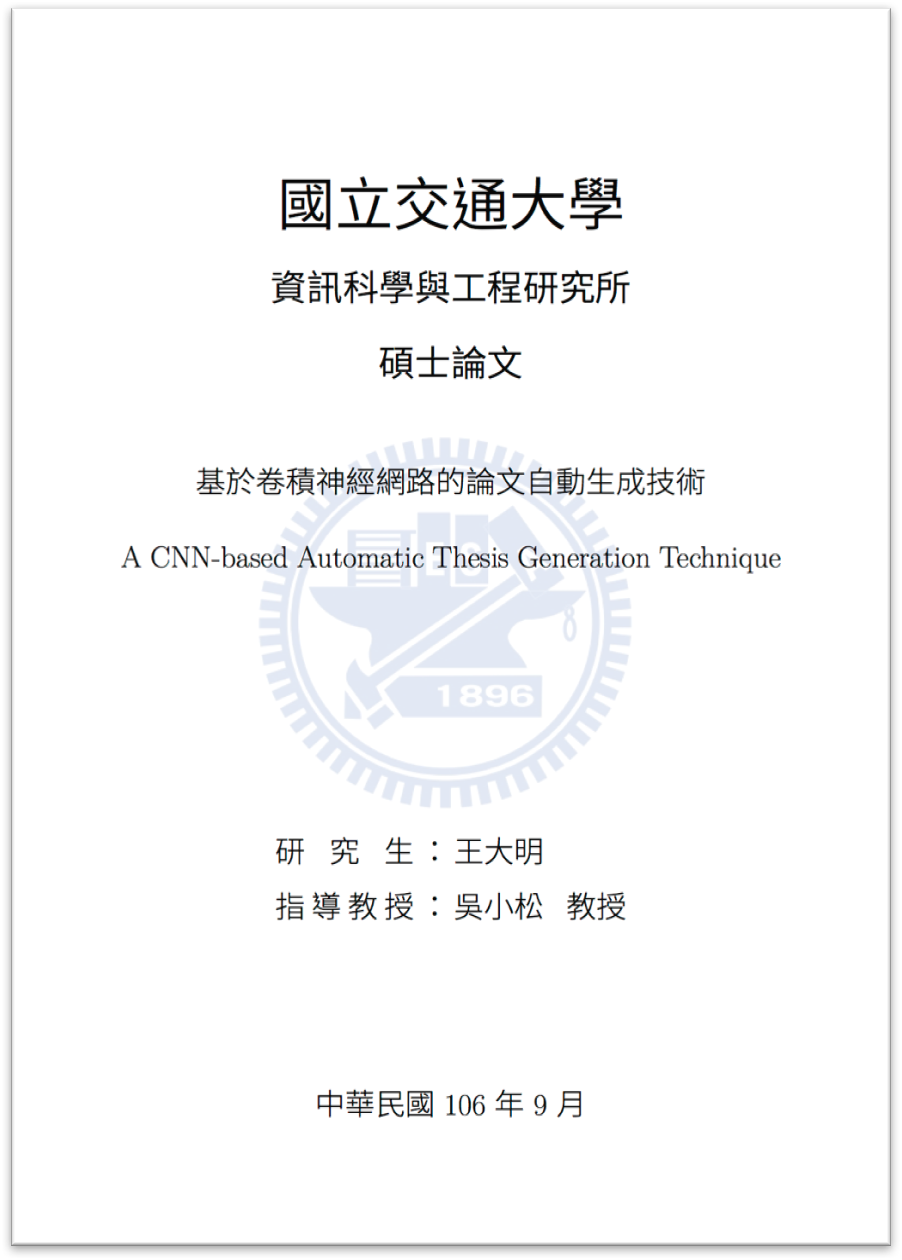 國立交通大學
資訊科學與工程研究所
碩士論文
基於卷積神經網路的論文自動生成技術
A CNN-based Automatic Thesis Generation Technique
1896
研 究 生：王大明
指導教授：吳小松 教授
中華民國 106 年 9 月